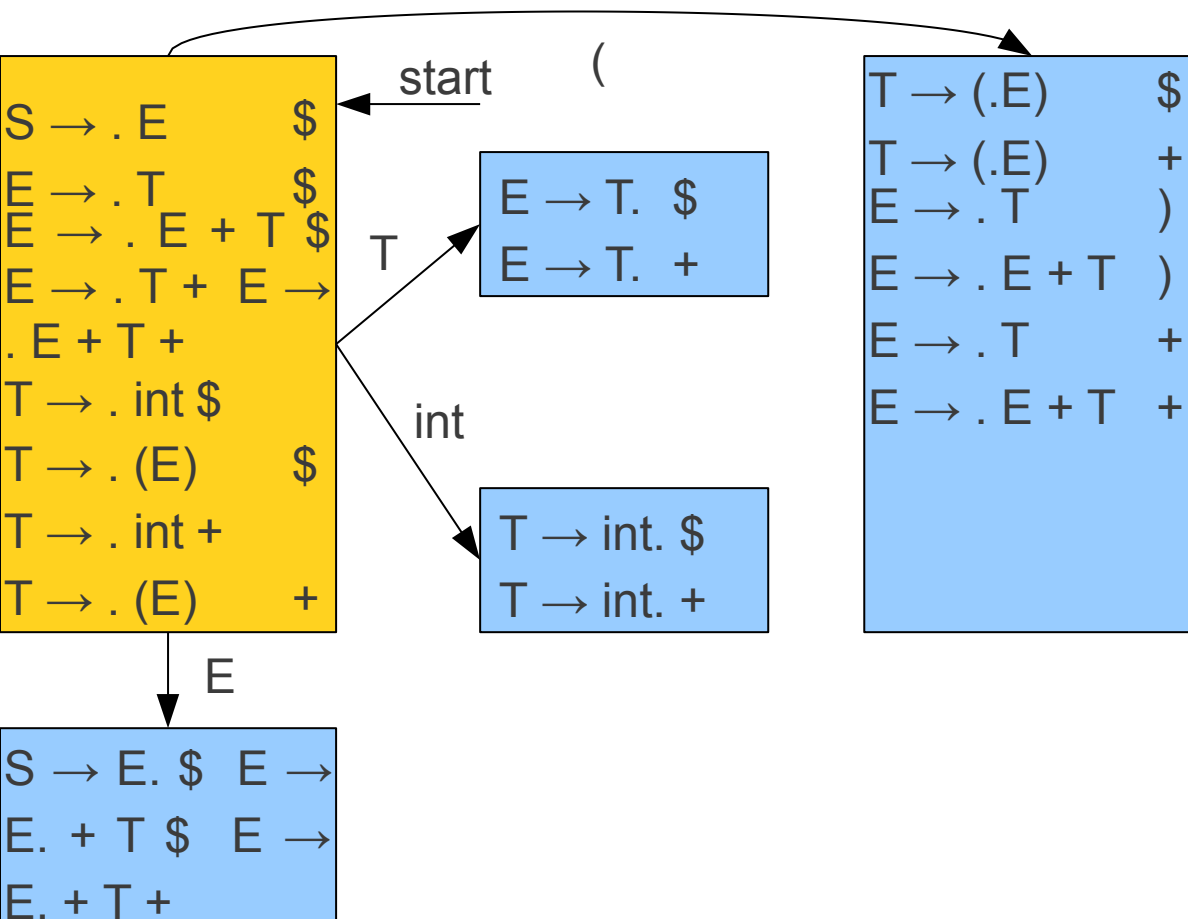 (
start
S → . E $
E → . T $
E → . E + T $
E → . T + E →
. E + T +
T → . int $
T → . (E) $
T → . int +
T → . (E) +
T
E → T. $
E → T. +
int
T → int. $
T → int. +
T → (.E) $
T → (.E) +
E → . T )
E → . E + T )
E → . T +
E → . E + T +
E
S → E. $ E →
E. + T $ E →
E. + T +